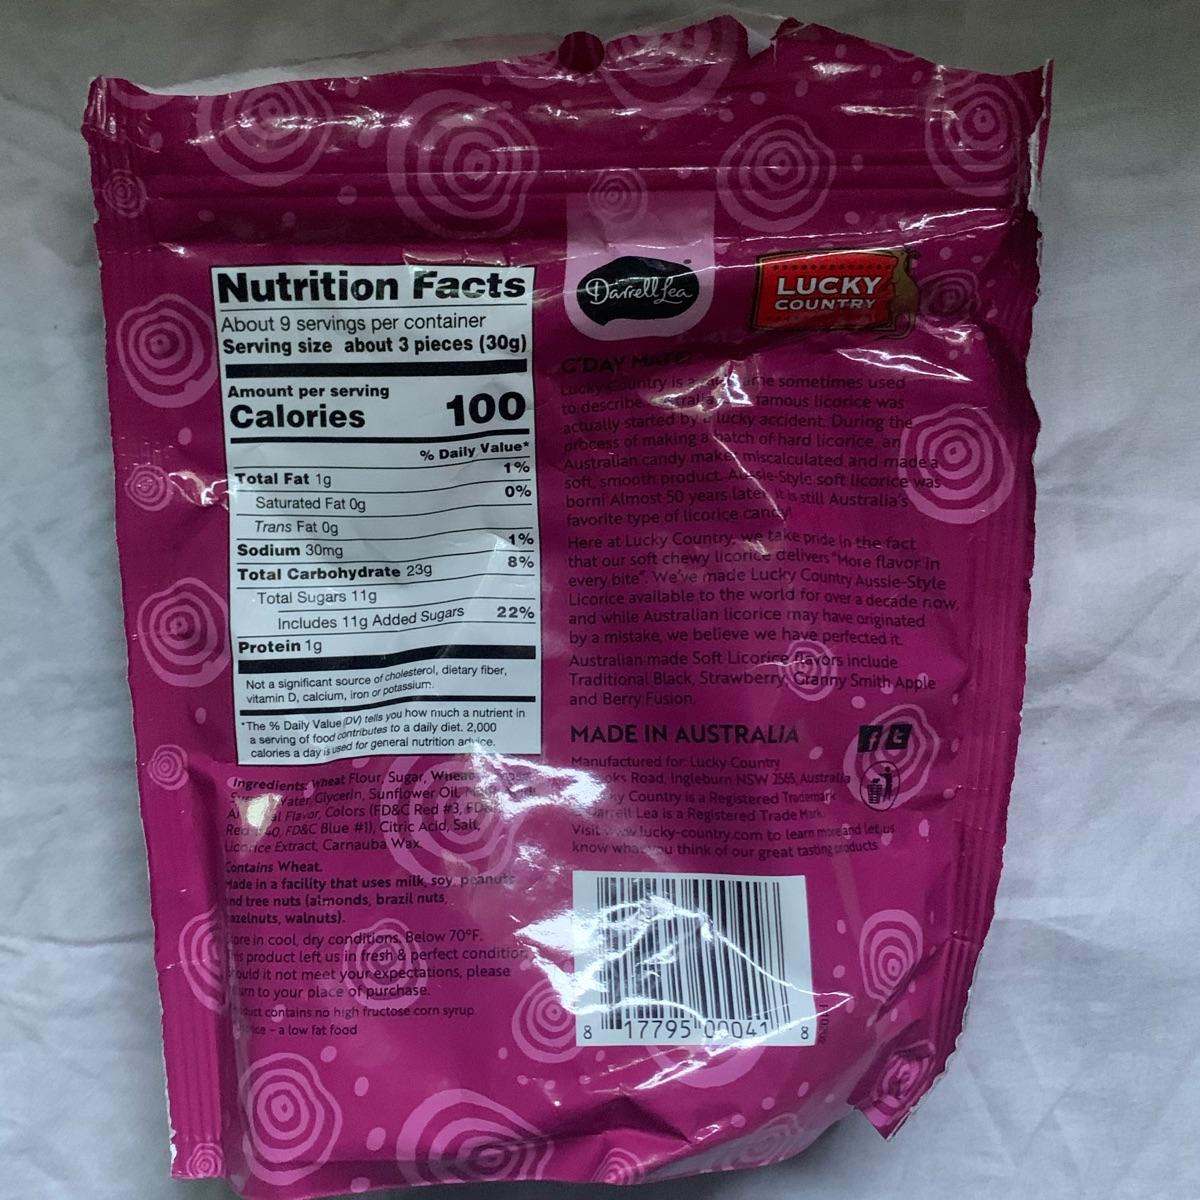 Nutrition Facts
About 9 servings per container
Serving size about 3 pieces (30g)
Amount per serving
Calories 100
% Daily Value*
Total Fat 1g 1%
Saturated Fat 0g 0%
Trans Fat 0g
Sodium 30mg 1%
Total Carbohydrate 23g 8%
Total Sugars 11g
Includes 11g Added Sugars 22%
Protein 1g
Not a significant source of cholesterol, dietary fiber,
vitamin D, calcium, iron or potassium.
*The % Daily Value (DV) tells you how much a nutrient in
a serving of food contributes to a daily diet. 2,000
calories a day is used for general nutrition advice.
Ingredients: Wheat Flour, Sugar,
Water, Glycerin, Sunflower Oil,
Flavor, Colors (FD&C Red #3,
Red 40, FD&C Blue #1), Citric Acid, Salt,
Licorice Extract, Carnauba Wax.
Contains Wheat.
Made in a facility that uses milk, soy, peanuts
and tree nuts (almonds, brazil nuts,
hazelnuts, walnuts).
in cool, dry conditions. Below 70°F.
product left us in fresh & perfect condition
it not meet your expectations, please
to your place of purchase.
contains no high fructose corn syrup.
- a low fat food
Darrell Lea
LUCKY
COUNTRY
G'DAY MATE!
Lucky Country is a sometimes used
to describe famous licorice was
actually started by a lucky accident. During the
process of making a batch of hard licorice, an
Australian candy maker miscalculated and made a
soft, smooth product. Aussie-Style soft licorice was
born! Almost 50 years later it is still Australia's
favorite type of licorice candy!
Here at Lucky Country, we take pride in the fact
that our soft chewy licorice delivers "More flavor in
every bite". We've made Lucky Country Aussie-Style
Licorice available to the world for over a decade now,
and while Australian licorice may have originated
by a mistake, we believe we have perfected it.
Australian made Soft Licorice flavors include
Traditional Black, Strawberry, Granny Smith Apple
and Berry Fusion.
MADE IN AUSTRALIA
Manufactured for: Lucky Country
Road, Ingleburn NSW 2565, Australia
Country is a Registered Trademark
Darrell Lea is a Registered Trade Mark.
Visit www.lucky-country.com to learn more and let us
know what you think of our great tasting products
8 17795 00041 8